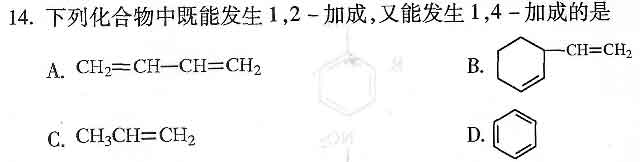 14. 下列化合物中既能发生1,2-加成,又能发生1,4-加成的是
A. CH₂=CH—CH=CH₂
B. CH=CH₂
C. CH₃CH=CH₂
D.